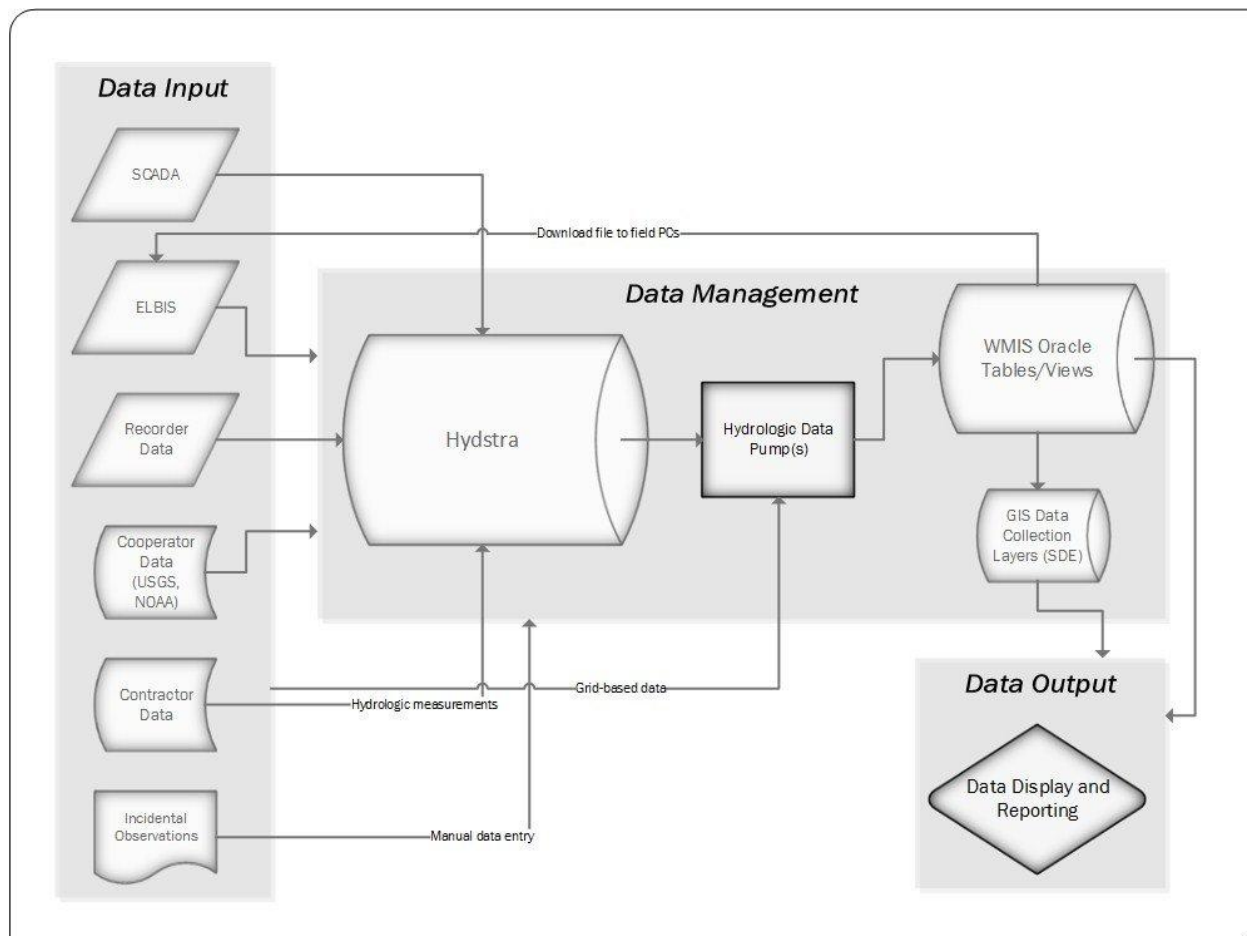 Data Input
SCADA
Download file to field PCs
ELBIS
Data Management
WMIS Oracle
Tables/Views
Recorder
Data
Hydstra
Hydrologic Data
Pump(s)
GIS Data
Collection
Layers (SDE)
Cooperator
Data
(USGS,
NOAA)
Contractor
Data
Grid-based data
Hydrologic measurements
Data Output
Data Display and
Reporting
Incidental
Observations
Manual data entry